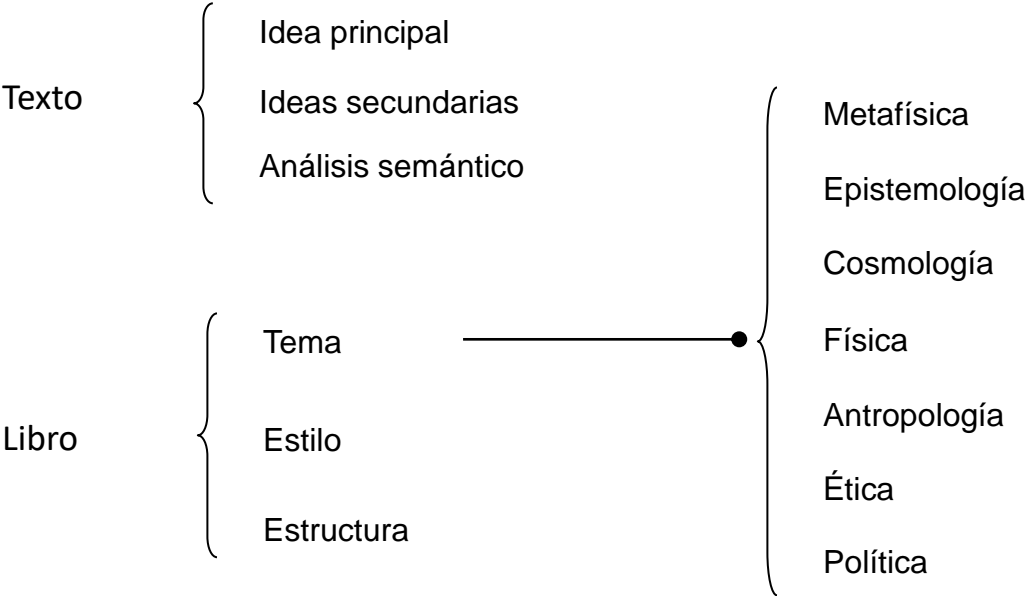 Texto
Idea principal
Ideas secundarias
Análisis semántico
Libro
Tema
Estilo
Estructura
Metafísica
Epistemología
Cosmología
Física
Antropología
Ética
Política